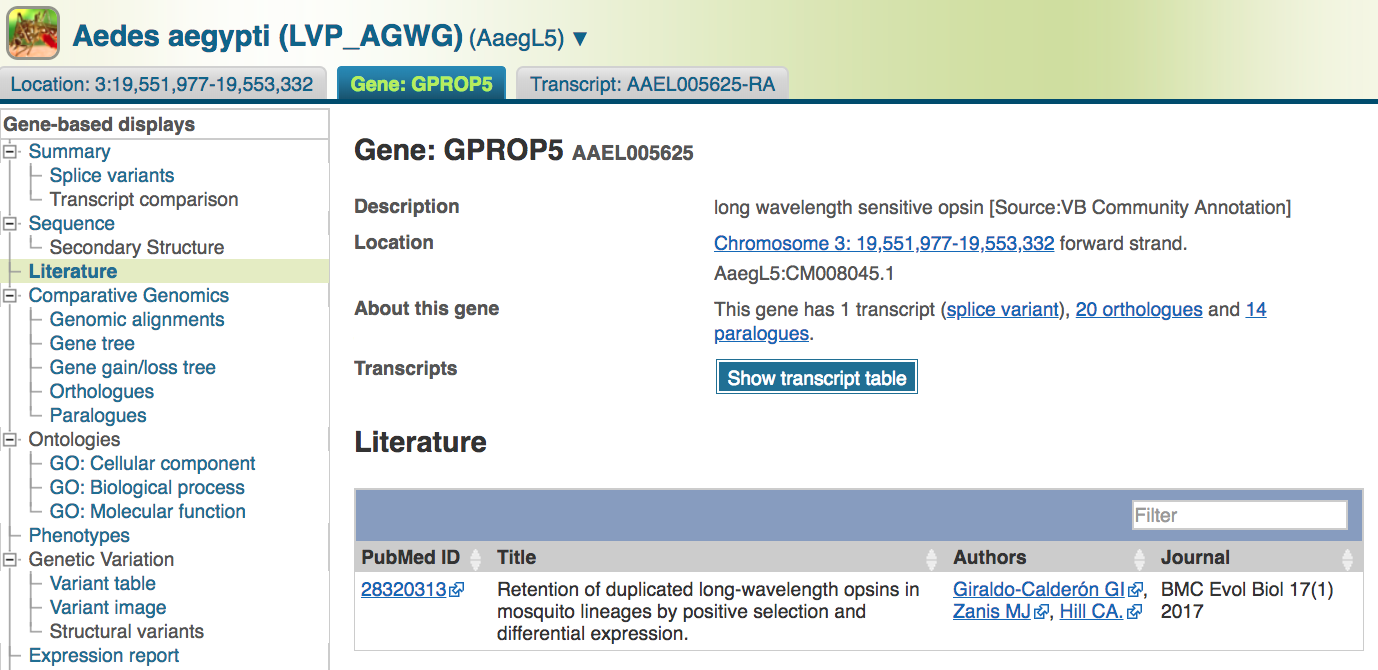 Aedes aegypti (LVP_AGWG) (AaegL5) ▼
Location: 3:19,551,977-19,553,332
Gene: GPROP5
Transcript: AAEL005625-RA
Gene-based displays
Summary
Splice variants
Transcript comparison
Sequence
Secondary Structure
Literature
Comparative Genomics
Genomic alignments
Gene tree
Gene gain/loss tree
Orthologues
Paralogues
Ontologies
GO: Cellular component
GO: Biological process
GO: Molecular function
Phenotypes
Genetic Variation
Variant table
Variant image
Structural variants
Expression report
Gene: GPROP5 AAEL005625
Description
long wavelength sensitive opsin [Source:VB Community Annotation]
Location
Chromosome 3: 19,551,977-19,553,332 forward strand.
AaegL5:CM008045.1
About this gene
This gene has 1 transcript (splice variant), 20 orthologues and 14
paralogues.
Transcripts
Show transcript table
Literature
Filter
PubMed ID Title Authors Journal
28320313 Retention of duplicated long-wavelength opsins in Giraldo-Calderón GI, BMC Evol Biol 17(1)
mosquito lineages by positive selection and Zanis MJ, Hill CA. 2017
differential expression.